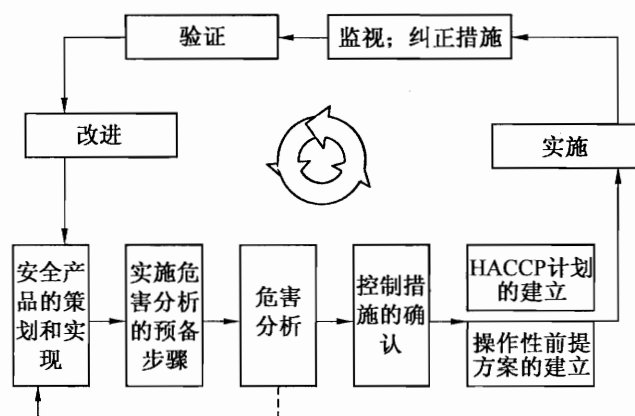 验证
监视；纠正措施
改进
实施
安全产
品的策
划和实
现
实施危
害分析
的预备
步骤
危害
分析
控制措
施的确
认
HACCP计划
的建立
操作性前提
方案的建立